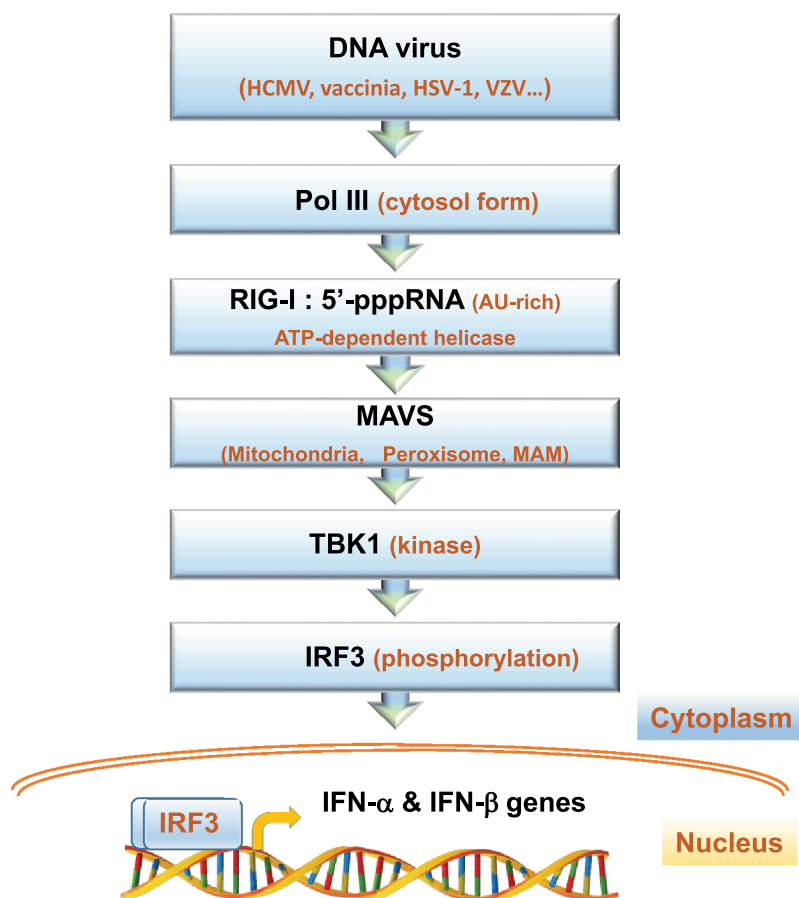 DNA virus
(HCMV, vaccinia, HSV-1, VZV...)
Pol III (cytosol form)
RIG-I : 5’-pppRNA (AU-rich)
ATP-dependent helicase
MAVS
(Mitochondria, Peroxisome, MAM)
TBK1 (kinase)
IRF3 (phosphorylation)
Cytoplasm
IFN-α & IFN-β genes
IRF3
Nucleus